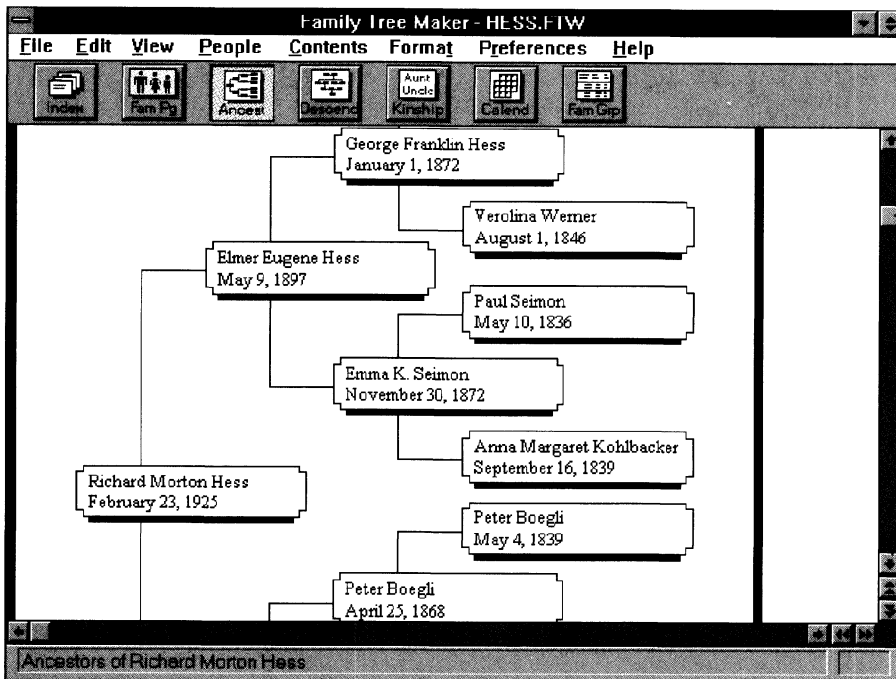 Family Tree Maker - HESS.FTW
File Edit View People Contents Format Preferences Help
Index Fam Pg Ancest Descend Aunt Uncle Kinship Calend Fam Grp
George Franklin Hess
January 1, 1872
Verolina Werner
August 1, 1846
Elmer Eugene Hess
May 9, 1897
Paul Seimon
May 10, 1836
Emma K. Seimon
November 30, 1872
Anna Margaret Kohlbacker
September 16, 1839
Richard Morton Hess
February 23, 1925
Peter Boegli
May 4, 1839
Peter Boegli
April 25, 1868
Ancestors of Richard Morton Hess